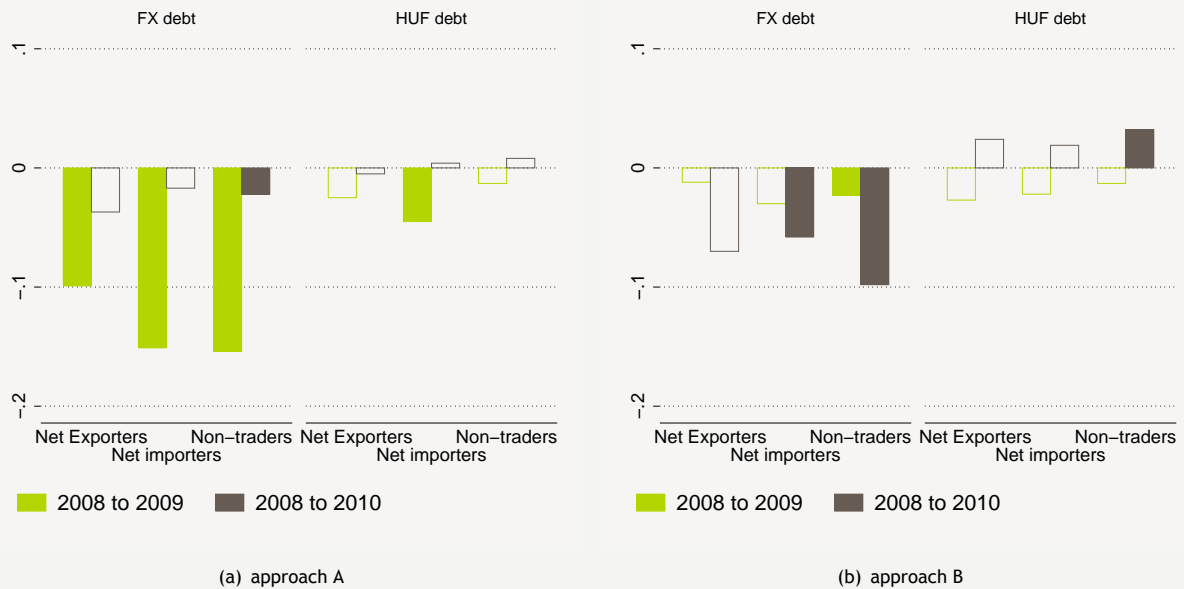 FX debt HUF debt
.1
0
−.1
−.2
Net Exporters Non−traders Net Exporters Non−traders
Net importers Net importers
2008 to 2009 2008 to 2010
(a) approach A
FX debt HUF debt
.1
0
−.1
−.2
Net Exporters Non−traders Net Exporters Non−traders
Net importers Net importers
2008 to 2009 2008 to 2010
(b) approach B